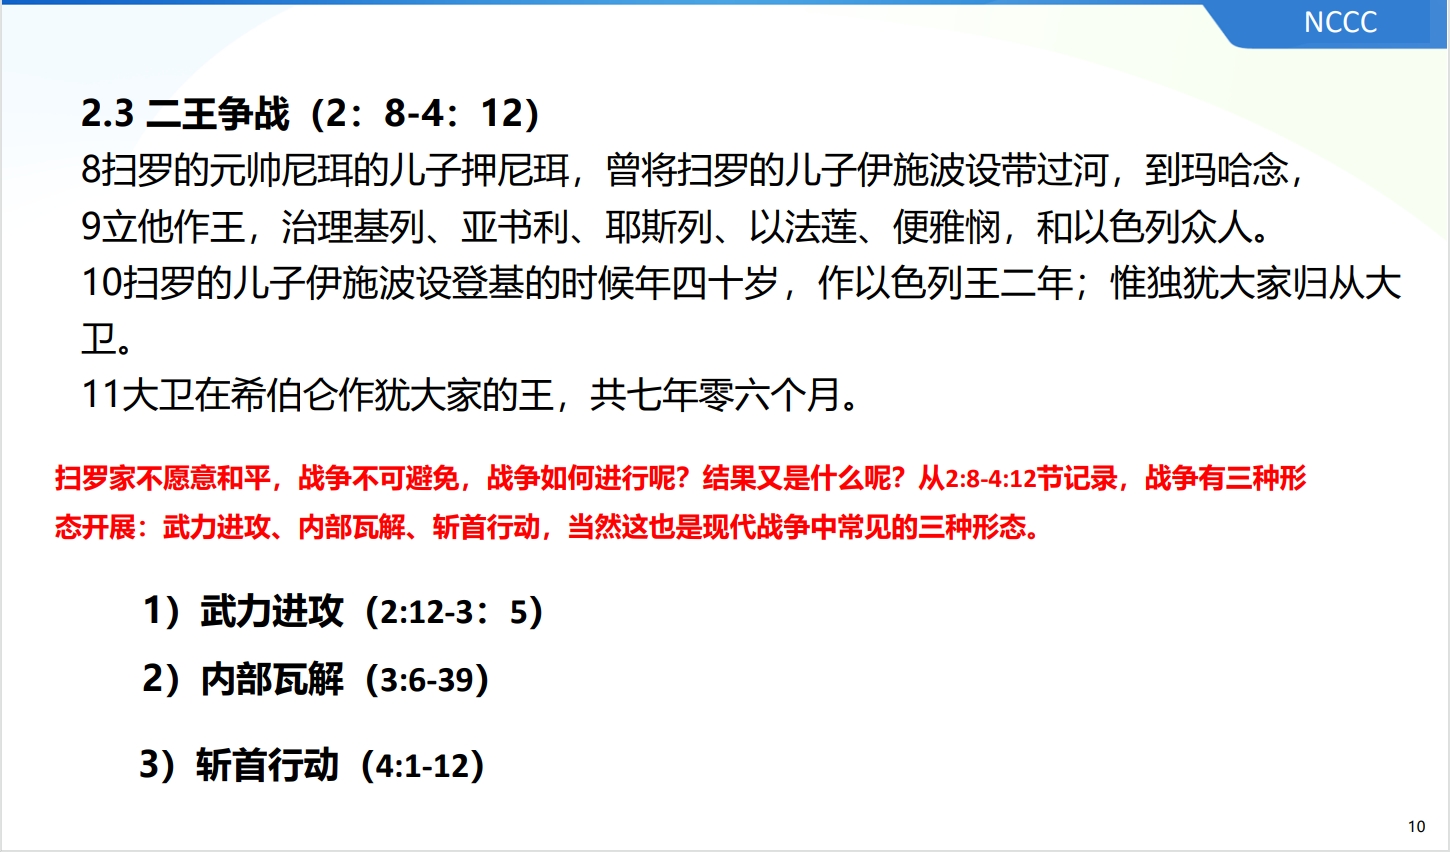 NCCC
2.3 二王争战（2：8-4：12）
8扫罗的元帅尼珥的儿子押尼珥，曾将扫罗的儿子伊施波设带过河，到玛哈念，
9立他作王，治理基列、亚书利、耶斯列、以法莲、便雅悯，和以色列众人。
10扫罗的儿子伊施波设登基的时候年四十岁，作以色列王二年；惟独犹大家归从大
卫。
11大卫在希伯仑作犹大家的王，共七年零六个月。
扫罗家不愿意和平，战争不可避免，战争如何进行呢？结果又是什么呢？从2:8-4:12节记录，战争有三种形
态开展：武力进攻、内部瓦解、斩首行动，当然这也是现代战争中常见的三种形态。
1）武力进攻（2:12-3：5）
2）内部瓦解（3:6-39）
3）斩首行动（4:1-12）
10